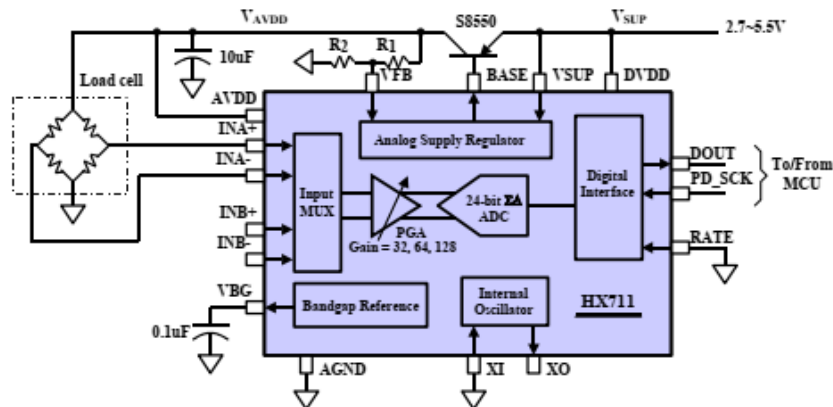 VAVDD S8550 VSUP 2.7~5.5V
R2 R1
10uF
Load cell
VFB BASE VSUP DVDD
AVDD
INA+
INA-
INB+
INB-
Analog Supply Regulator
Input
MUX
PGA
Gain = 32, 64, 128
24-bit ΣΔ
ADC
Digital
Interface
DOUT
PD_SCK
RATE
To/From
MCU
VBG
0.1uF
Bandgap Reference
Internal
Oscillator
HX711
AGND XI XO